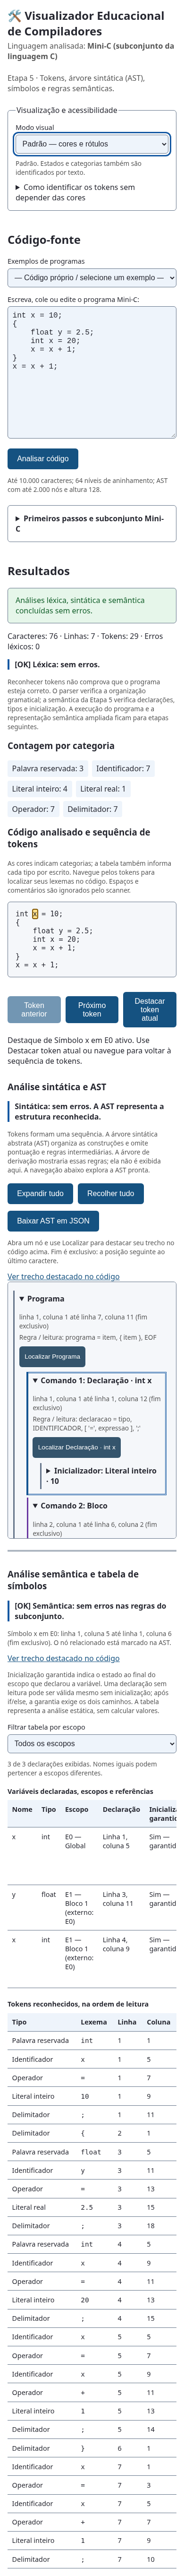 🛠️ Visualizador Educacional
de Compiladores
Linguagem analisada: Mini-C (subconjunto da
linguagem C)
Etapa 5 · Tokens, árvore sintática (AST),
símbolos e regras semânticas.
Visualização e acessibilidade
Modo visual
Padrão — cores e rótulos
Padrão. Estados e categorias também são
identificados por texto.
▶ Como identificar os tokens sem
depender das cores
Código-fonte
Exemplos de programas
— Código próprio / selecione um exemplo —
Escreva, cole ou edite o programa Mini-C:
int x = 10;
{
    float y = 2.5;
    int x = 20;
    x = x + 1;
}
x = x + 1;
Analisar código
Até 10.000 caracteres; 64 níveis de aninhamento; AST
com até 2.000 nós e altura 128.
▶ Primeiros passos e subconjunto Mini-
C
Resultados
Análises léxica, sintática e semântica
concluídas sem erros.
Caracteres: 76 · Linhas: 7 · Tokens: 29 · Erros
léxicos: 0
[OK] Léxica: sem erros.
Reconhecer tokens não comprova que o programa
esteja correto. O parser verifica a organização
gramatical; a semântica da Etapa 5 verifica declarações,
tipos e inicialização. A execução do programa e a
representação semântica ampliada ficam para etapas
seguintes.
Contagem por categoria
Palavra reservada: 3
Identificador: 7
Literal inteiro: 4
Literal real: 1
Operador: 7
Delimitador: 7
Código analisado e sequência de
tokens
As cores indicam categorias; a tabela também informa
cada tipo por escrito. Navegue pelos tokens para
localizar seus lexemas no código. Espaços e
comentários são ignorados pelo scanner.
int x = 10;
{
    float y = 2.5;
    int x = 20;
    x = x + 1;
}
x = x + 1;
Token
anterior
Próximo
token
Destacar
token
atual
Destaque de Símbolo x em E0 ativo. Use
Destacar token atual ou navegue para voltar à
sequência de tokens.
Análise sintática e AST
Sintática: sem erros. A AST representa a
estrutura reconhecida.
Tokens formam uma sequência. A árvore sintática
abstrata (AST) organiza as construções e omite
pontuação e regras intermediárias. A árvore de
derivação mostraria essas regras; ela não é exibida
aqui. A navegação abaixo explora a AST pronta.
Expandir tudo
Recolher tudo
Baixar AST em JSON
Abra um nó e use Localizar para destacar seu trecho no
código acima. Fim é exclusivo: a posição seguinte ao
último caractere.
Ver trecho destacado no código
▼ Programa
linha 1, coluna 1 até linha 7, coluna 11 (fim
exclusivo)
Regra / leitura: programa = item, { item }, EOF
Localizar Programa
▼ Comando 1: Declaração · int x
linha 1, coluna 1 até linha 1, coluna 12 (fim
exclusivo)
Regra / leitura: declaracao = tipo,
IDENTIFICADOR, [ '=', expressao ], ';'
Localizar Declaração · int x
▶ Inicializador: Literal inteiro
· 10
▼ Comando 2: Bloco
linha 2, coluna 1 até linha 6, coluna 2 (fim
exclusivo)
Análise semântica e tabela de
símbolos
[OK] Semântica: sem erros nas regras do
subconjunto.
Símbolo x em E0: linha 1, coluna 5 até linha 1, coluna 6
(fim exclusivo). O nó relacionado está marcado na AST.
Ver trecho destacado no código
Inicialização garantida indica o estado ao final do
escopo que declarou a variável. Uma declaração sem
leitura pode ser válida mesmo sem inicialização; após
if/else, a garantia exige os dois caminhos. A tabela
representa a análise estática, sem calcular valores.
Filtrar tabela por escopo
Todos os escopos
3 de 3 declarações exibidas. Nomes iguais podem
pertencer a escopos diferentes.
Variáveis declaradas, escopos e referências
Nome Tipo Escopo Declaração Inicializa
garantid
x int E0 — Linha 1, Sim —
Global coluna 5 garantid
y float E1 — Linha 3, Sim —
Bloco 1 coluna 11 garantid
(externo:
E0)
x int E1 — Linha 4, Sim —
Bloco 1 coluna 9 garantid
(externo:
E0)
Tokens reconhecidos, na ordem de leitura
Tipo Lexema Linha Coluna
Palavra reservada int 1 1
Identificador x 1 5
Operador = 1 7
Literal inteiro 10 1 9
Delimitador ; 1 11
Delimitador { 2 1
Palavra reservada float 3 5
Identificador y 3 11
Operador = 3 13
Literal real 2.5 3 15
Delimitador ; 3 18
Palavra reservada int 4 5
Identificador x 4 9
Operador = 4 11
Literal inteiro 20 4 13
Delimitador ; 4 15
Identificador x 5 5
Operador = 5 7
Identificador x 5 9
Operador + 5 11
Literal inteiro 1 5 13
Delimitador ; 5 14
Delimitador } 6 1
Identificador x 7 1
Operador = 7 3
Identificador x 7 5
Operador + 7 7
Literal inteiro 1 7 9
Delimitador ; 7 10